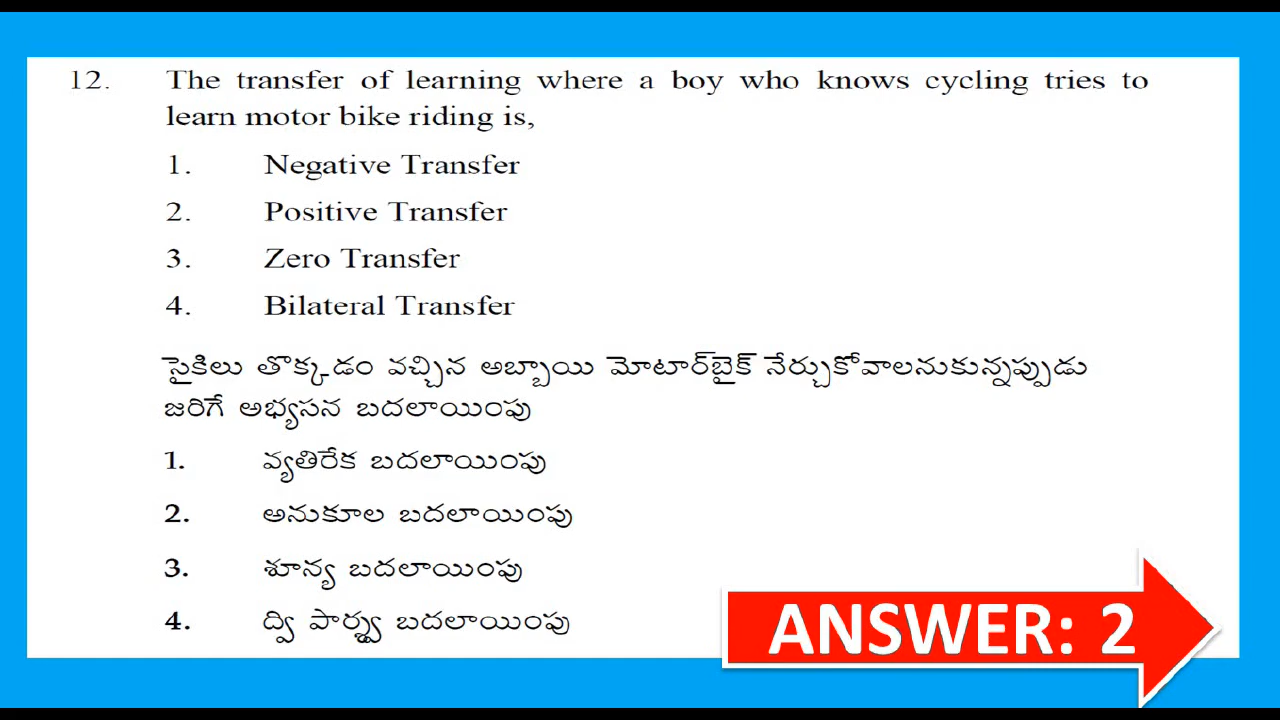 12. The transfer of learning where a boy who knows cycling tries to
learn motor bike riding is,
1. Negative Transfer
2. Positive Transfer
3. Zero Transfer
4. Bilateral Transfer
సైకిలు తొక్కడం వచ్చిన అబ్బాయి మోటార్‌బైక్ నేర్చుకోవాలనుకున్నప్పుడు
జరిగే అభ్యసన బదలాయింపు
1. వ్యతిరేక బదలాయింపు
2. అనుకూల బదలాయింపు
3. శూన్య బదలాయింపు
4. ద్వి పార్శ్వ బదలాయింపు
ANSWER: 2